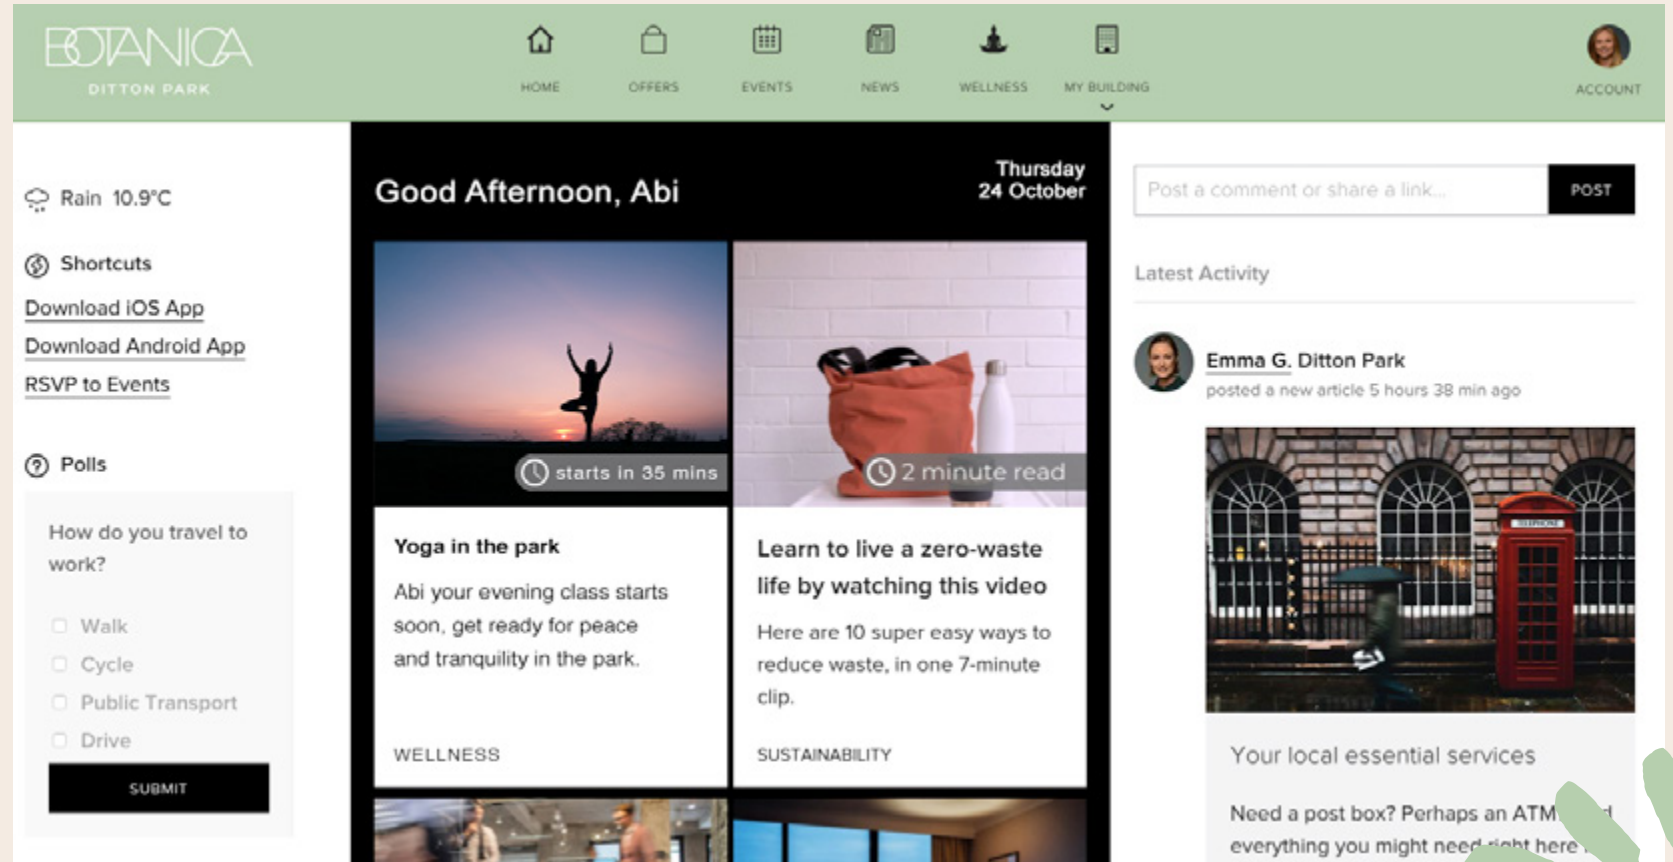 BOTANICA
DITTON PARK
HOME
OFFERS
EVENTS
NEWS
WELLNESS
MY BUILDING
ACCOUNT
Rain 10.9°C
Shortcuts
Download iOS App
Download Android App
RSVP to Events
Polls
How do you travel to
work?
Walk
Cycle
Public Transport
Drive
SUBMIT
Good Afternoon, Abi
Thursday
24 October
starts in 35 mins
Yoga in the park
Abi your evening class starts
soon, get ready for peace
and tranquility in the park.
WELLNESS
2 minute read
Learn to live a zero-waste
life by watching this video
Here are 10 super easy ways to
reduce waste, in one 7-minute
clip.
SUSTAINABILITY
Post a comment or share a link...
POST
Latest Activity
Emma G. Ditton Park
posted a new article 5 hours 38 min ago
TELEPHONE
Your local essential services
Need a post box? Perhaps an ATM
everything you might need right here